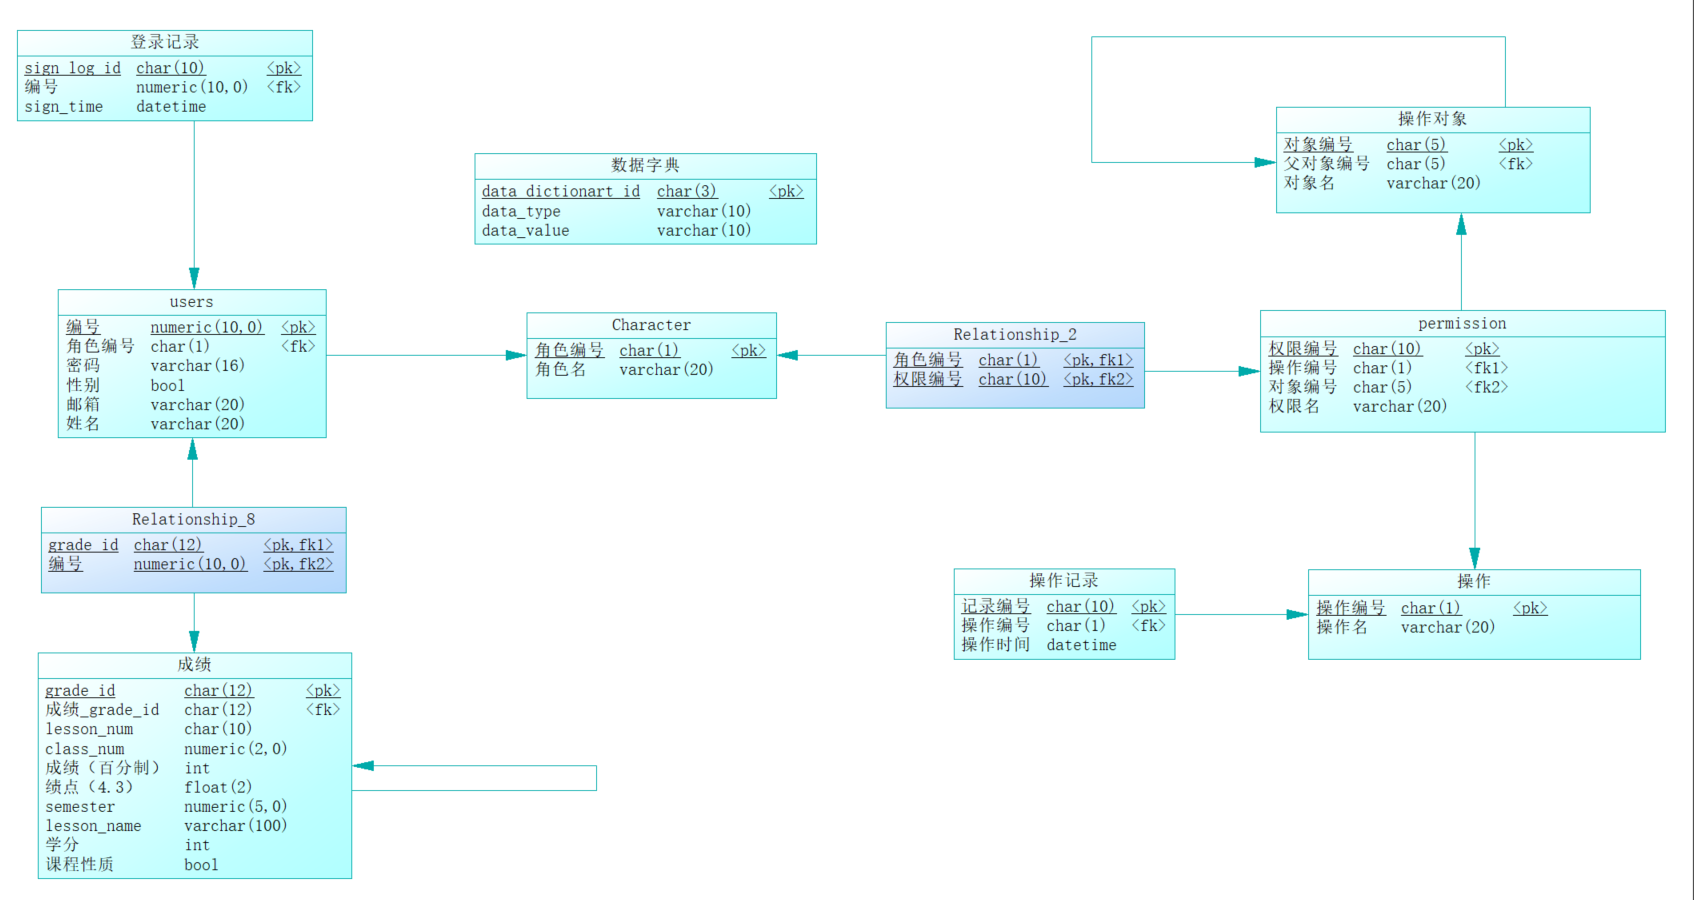 登录记录
sign_log_id char(10) <pk>
编号 numeric(10,0) <fk>
sign_time datetime
数据字典
data_dictionart_id char(3) <pk>
data_type varchar(10)
data_value varchar(10)
操作对象
对象编号 char(5) <pk>
父对象编号 char(5) <fk>
对象名 varchar(20)
users
编号 numeric(10,0) <pk>
角色编号 char(1) <fk>
密码 varchar(16)
性别 bool
邮箱 varchar(20)
姓名 varchar(20)
Character
角色编号 char(1) <pk>
角色名 varchar(20)
Relationship_2
角色编号 char(1) <pk,fk1>
权限编号 char(10) <pk,fk2>
permission
权限编号 char(10) <pk>
操作编号 char(1) <fk1>
对象编号 char(5) <fk2>
权限名 varchar(20)
Relationship_8
grade_id char(12) <pk,fk1>
编号 numeric(10,0) <pk,fk2>
操作记录
记录编号 char(10) <pk>
操作编号 char(1) <fk>
操作时间 datetime
操作
操作编号 char(1) <pk>
操作名 varchar(20)
成绩
grade_id char(12) <pk>
成绩_grade_id char(12) <fk>
lesson_num char(10)
class_num numeric(2,0)
成绩（百分制） int
绩点（4.3） float(2)
semester numeric(5,0)
lesson_name varchar(100)
学分 int
课程性质 bool